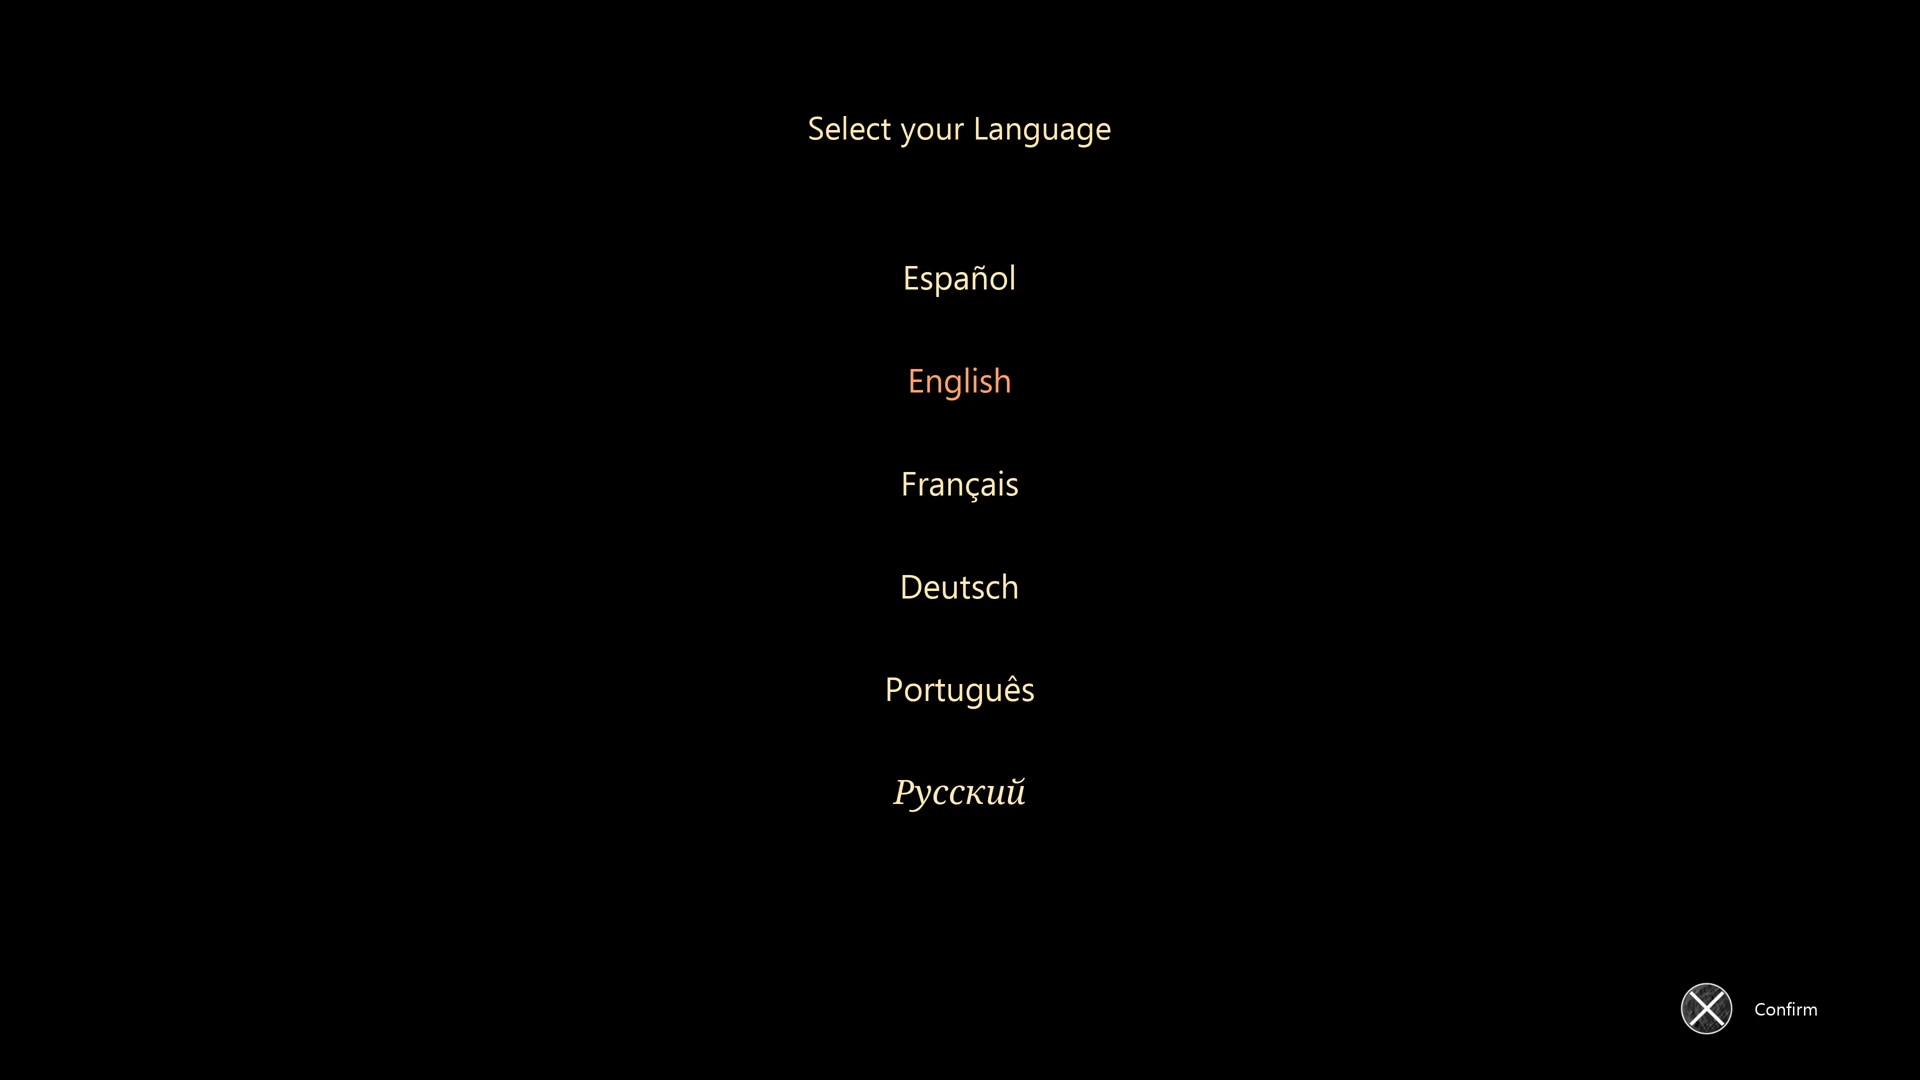 Select your Language
Español
English
Français
Deutsch
Português
Русский
Confirm